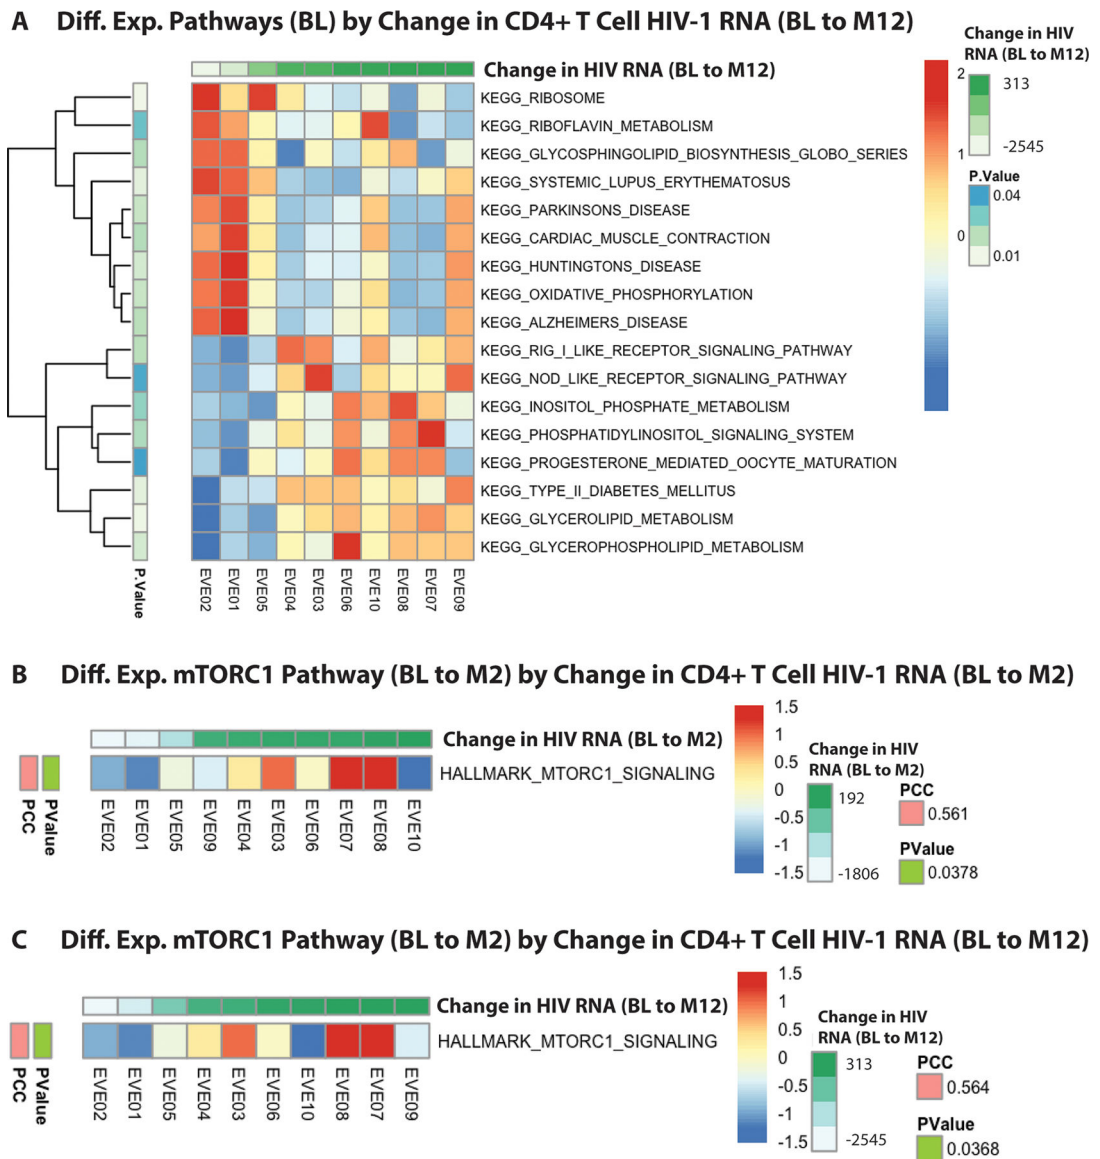 A Diff. Exp. Pathways (BL) by Change in CD4+ T Cell HIV-1 RNA (BL to M12)
Change in HIV RNA (BL to M12)
KEGG_RIBOSOME
KEGG_RIBOFLAVIN_METABOLISM
KEGG_GLYCOSPHINGOLIPID_BIOSYNTHESIS_GLOBO_SERIES
KEGG_SYSTEMIC_LUPUS_ERYTHEMATOSUS
KEGG_PARKINSONS_DISEASE
KEGG_CARDIAC_MUSCLE_CONTRACTION
KEGG_HUNTINGTONS_DISEASE
KEGG_OXIDATIVE_PHOSPHORYLATION
KEGG_ALZHEIMERS_DISEASE
KEGG_RIG_I_LIKE_RECEPTOR_SIGNALING_PATHWAY
KEGG_NOD_LIKE_RECEPTOR_SIGNALING_PATHWAY
KEGG_INOSITOL_PHOSPHATE_METABOLISM
KEGG_PHOSPHATIDYLINOSITOL_SIGNALING_SYSTEM
KEGG_PROGESTERONE_MEDIATED_OOCYTE_MATURATION
KEGG_TYPE_II_DIABETES_MELLITUS
KEGG_GLYCEROLIPID_METABOLISM
KEGG_GLYCEROPHOSPHOLIPID_METABOLISM
P.Value
EVE02
EVE01
EVE05
EVE04
EVE03
EVE06
EVE10
EVE08
EVE07
EVE09
2
1
0
Change in HIV
RNA (BL to M12)
313
-2545
P.Value
0.04
0.01
B Diff. Exp. mTORC1 Pathway (BL to M2) by Change in CD4+ T Cell HIV-1 RNA (BL to M2)
Change in HIV RNA (BL to M2)
HALLMARK_MTORC1_SIGNALING
PCC
PValue
EVE02
EVE01
EVE05
EVE09
EVE04
EVE03
EVE06
EVE07
EVE08
EVE10
1.5
1
0.5
0
-0.5
-1
-1.5
Change in HIV
RNA (BL to M2)
192
-1806
PCC
0.561
PValue
0.0378
C Diff. Exp. mTORC1 Pathway (BL to M2) by Change in CD4+ T Cell HIV-1 RNA (BL to M12)
Change in HIV RNA (BL to M12)
HALLMARK_MTORC1_SIGNALING
PCC
PValue
EVE02
EVE01
EVE05
EVE04
EVE03
EVE06
EVE10
EVE08
EVE07
EVE09
1.5
1
0.5
0
-0.5
-1
-1.5
Change in HIV
RNA (BL to M12)
313
-2545
PCC
0.564
PValue
0.0368